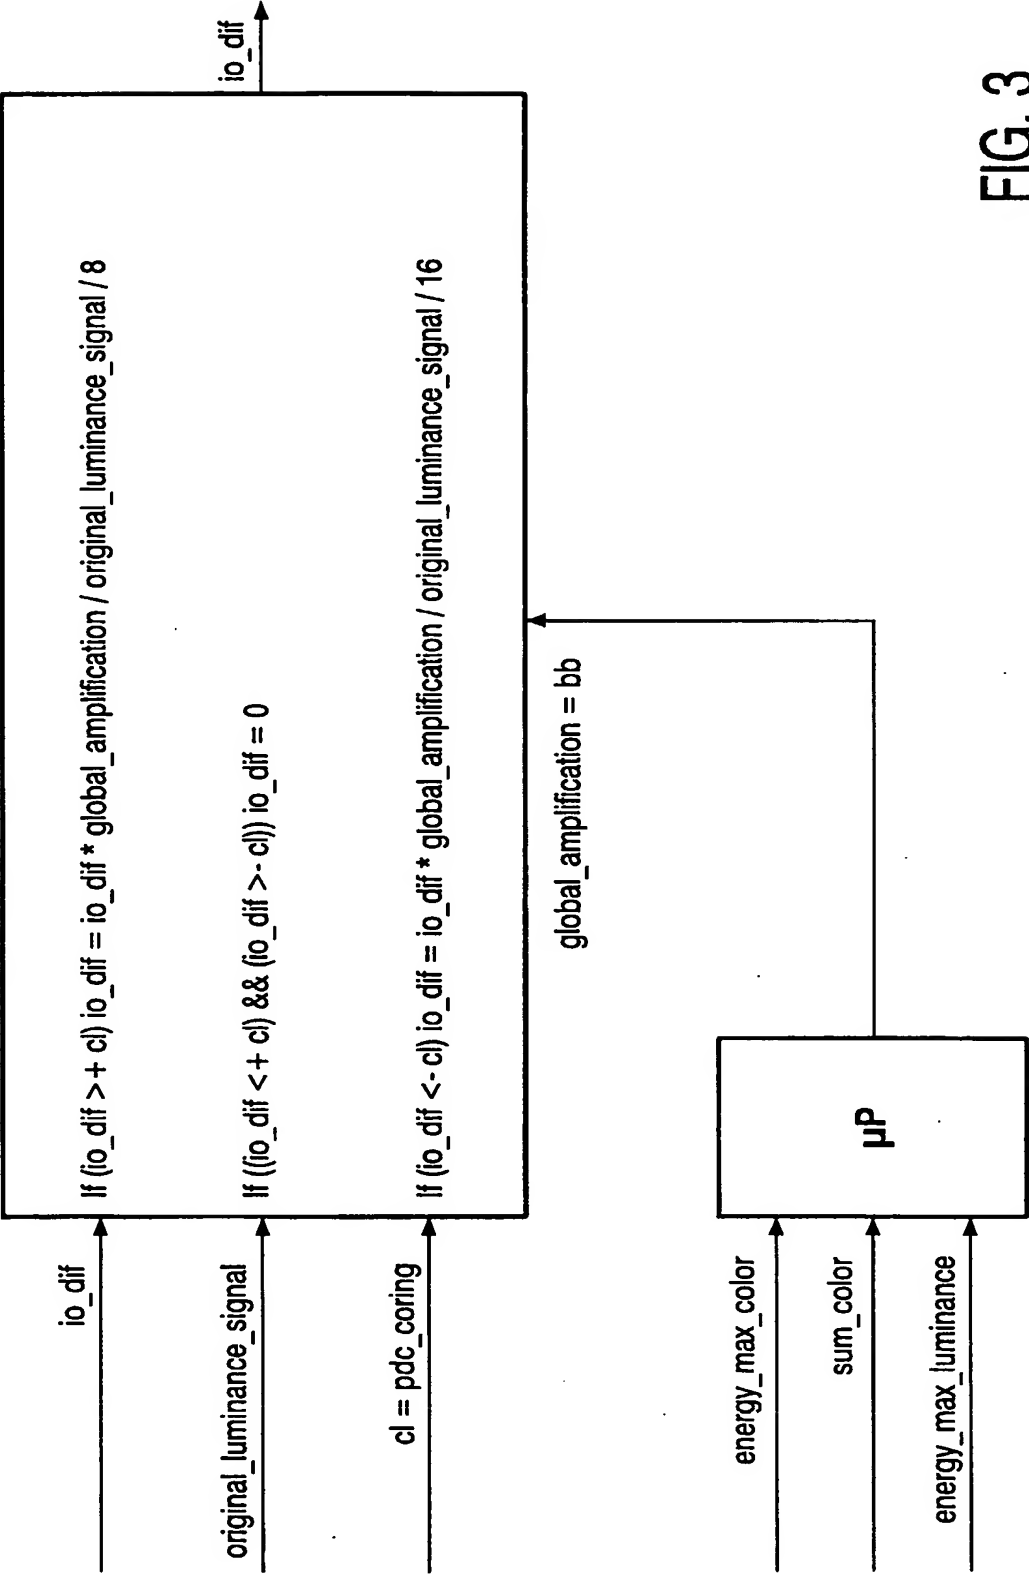 io_dif
original_luminance_signal
cl = pdc_coring
If (io_dif > + cl) io_dif = io_dif * global_amplification / original_luminance_signal / 8
If ((io_dif < + cl) && (io_dif >- cl)) io_dif = 0
If (io_dif <- cl) io_dif = io_dif * global_amplification / original_luminance_signal / 16
io_dif
global_amplification = bb
energy_max_color
sum_color
energy_max_luminance
µP
FIG. 3